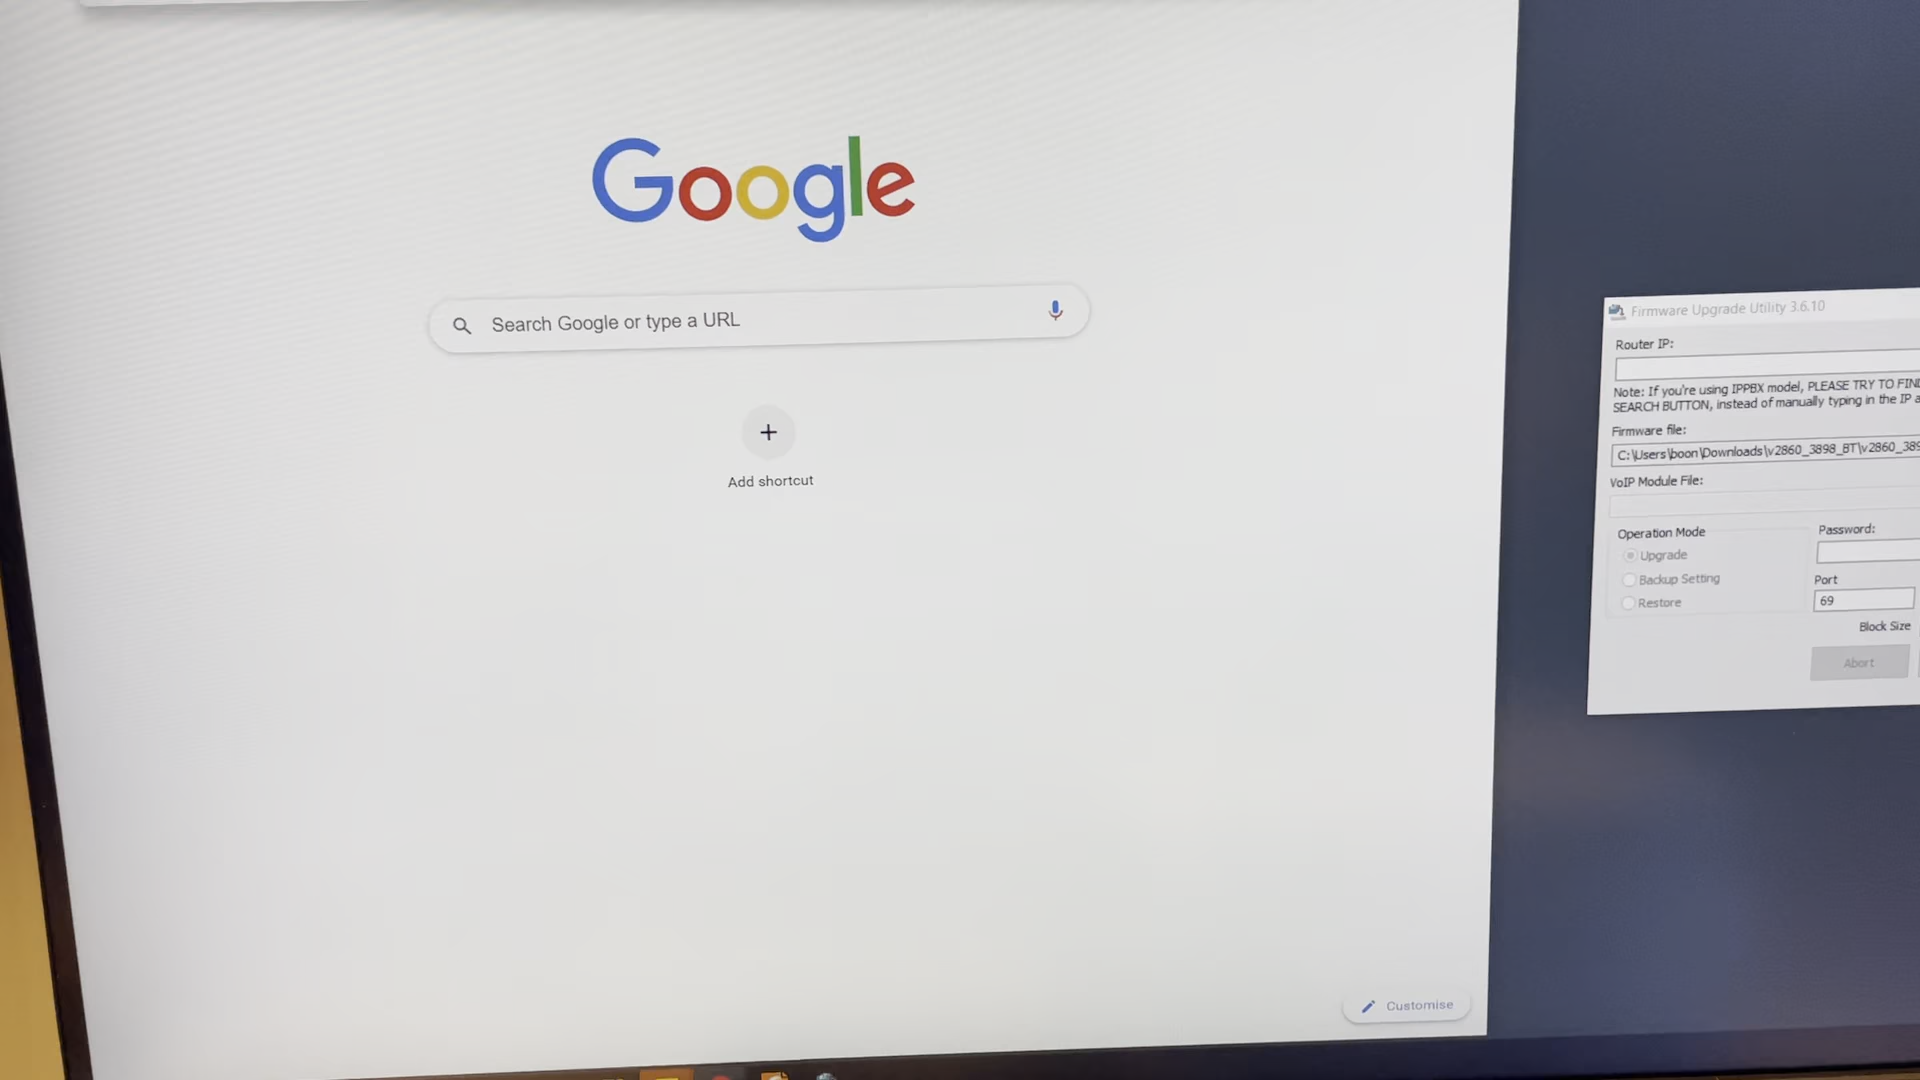 Google
Search Google or type a URL
Add shortcut
Customise
Firmware Upgrade Utility 3.6.10
Router IP:
Note: If you're using IPPBX model, PLEASE TRY TO FIND
SEARCH BUTTON, instead of manually typing in the IP a
Firmware file:
C:\Users\boon\Downloads\v2860_3898_BT\v2860_389
VoIP Module File:
Operation Mode
Password:
Upgrade
Backup Setting
Port
Restore
69
Block Size
Abort